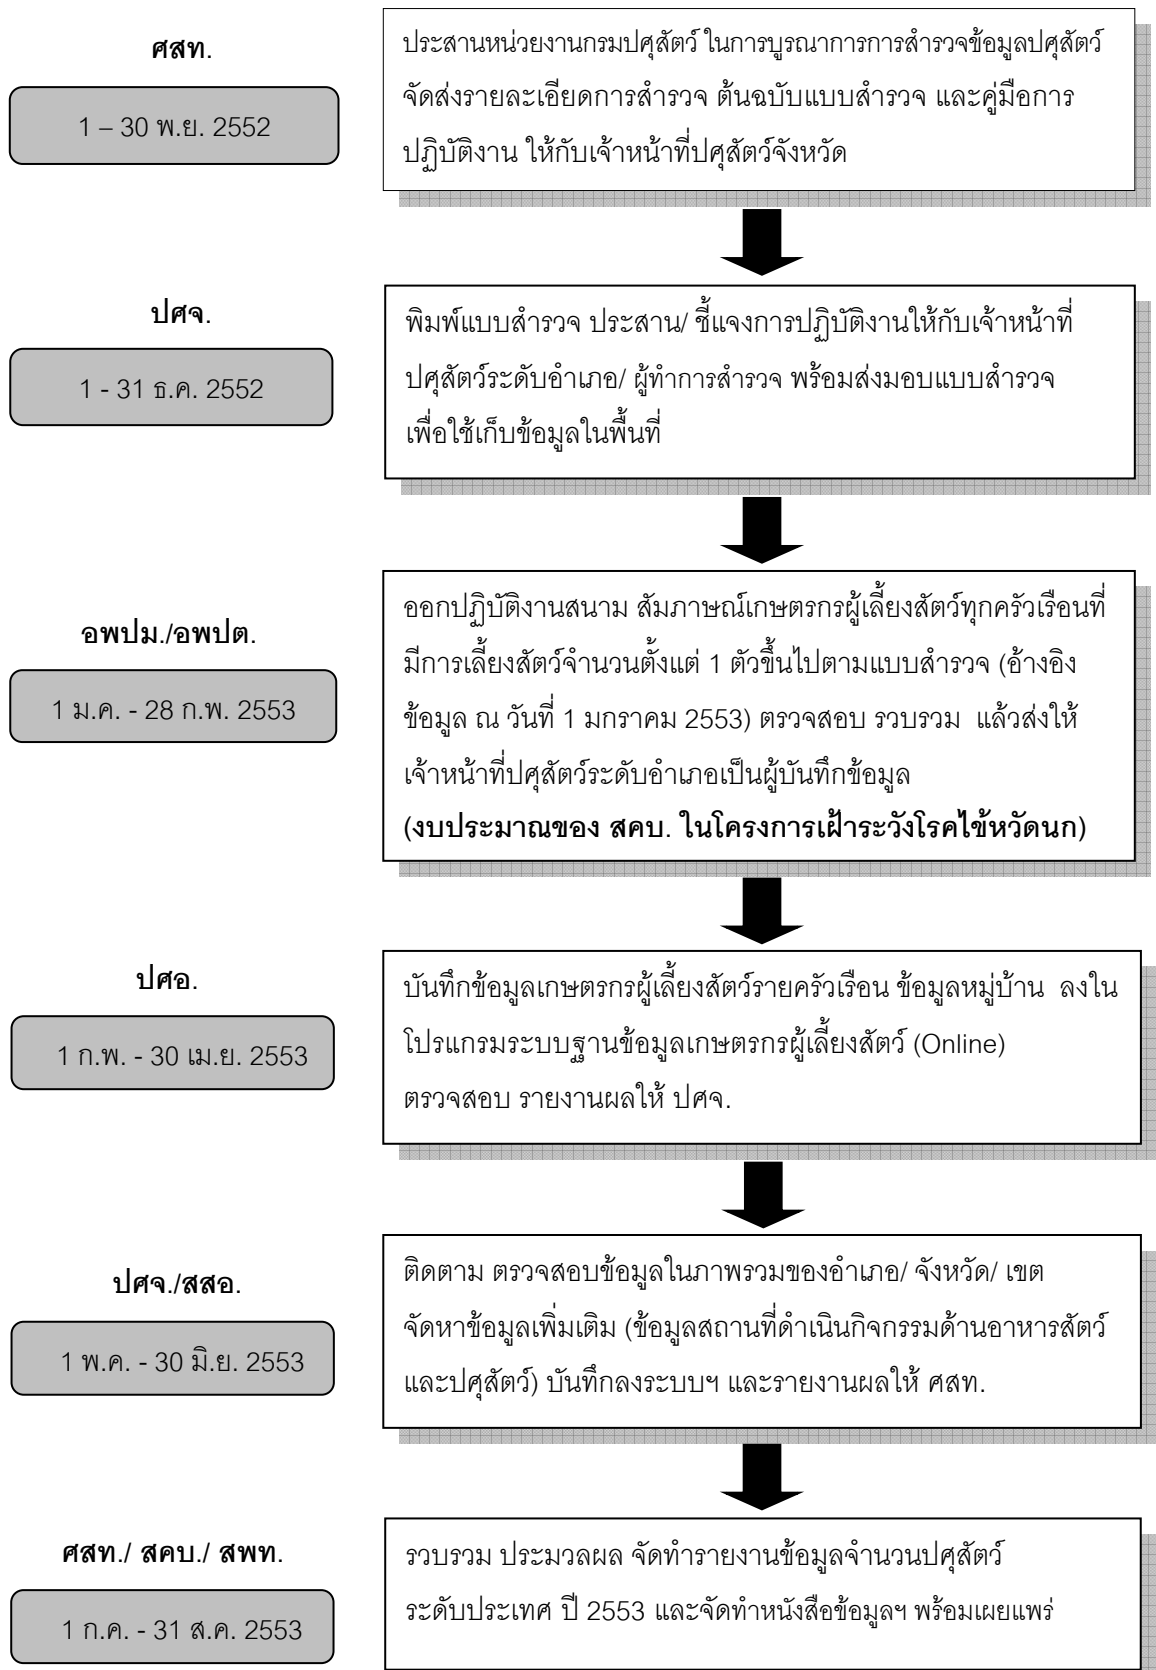 ศสท.
1 – 30 พ.ย. 2552
ประสานหน่วยงานกรมปศุสัตว์ ในการบูรณาการการสำรวจข้อมูลปศุสัตว์
จัดส่งรายละเอียดการสำรวจ ต้นฉบับแบบสำรวจ และคู่มือการ
ปฏิบัติงาน ให้กับเจ้าหน้าที่ปศุสัตว์จังหวัด
ปศจ.
1 - 31 ธ.ค. 2552
พิมพ์แบบสำรวจ ประสาน/ ชี้แจงการปฏิบัติงานให้กับเจ้าหน้าที่
ปศุสัตว์ระดับอำเภอ/ ผู้ทำการสำรวจ พร้อมส่งมอบแบบสำรวจ
เพื่อใช้เก็บข้อมูลในพื้นที่
อพปม./อพปต.
1 ม.ค. - 28 ก.พ. 2553
ออกปฏิบัติงานสนาม สัมภาษณ์เกษตรกรผู้เลี้ยงสัตว์ทุกครัวเรือนที่
มีการเลี้ยงสัตว์จำนวนตั้งแต่ 1 ตัวขึ้นไปตามแบบสำรวจ (อ้างอิง
ข้อมูล ณ วันที่ 1 มกราคม 2553) ตรวจสอบ รวบรวม แล้วส่งให้
เจ้าหน้าที่ปศุสัตว์ระดับอำเภอเป็นผู้บันทึกข้อมูล
(งบประมาณของ สคบ. ในโครงการเฝ้าระวังโรคไข้หวัดนก)
ปศอ.
1 ก.พ. - 30 เม.ย. 2553
บันทึกข้อมูลเกษตรกรผู้เลี้ยงสัตว์รายครัวเรือน ข้อมูลหมู่บ้าน ลงใน
โปรแกรมระบบฐานข้อมูลเกษตรกรผู้เลี้ยงสัตว์ (Online)
ตรวจสอบ รายงานผลให้ ปศจ.
ปศจ./สสอ.
1 พ.ค. - 30 มิ.ย. 2553
ติดตาม ตรวจสอบข้อมูลในภาพรวมของอำเภอ/ จังหวัด/ เขต
จัดหาข้อมูลเพิ่มเติม (ข้อมูลสถานที่ดำเนินกิจกรรมด้านอาหารสัตว์
และปศุสัตว์) บันทึกลงระบบฯ และรายงานผลให้ ศสท.
ศสท./ สคบ./ สพท.
1 ก.ค. - 31 ส.ค. 2553
รวบรวม ประมวลผล จัดทำรายงานข้อมูลจำนวนปศุสัตว์
ระดับประเทศ ปี 2553 และจัดทำหนังสือข้อมูลฯ พร้อมเผยแพร่